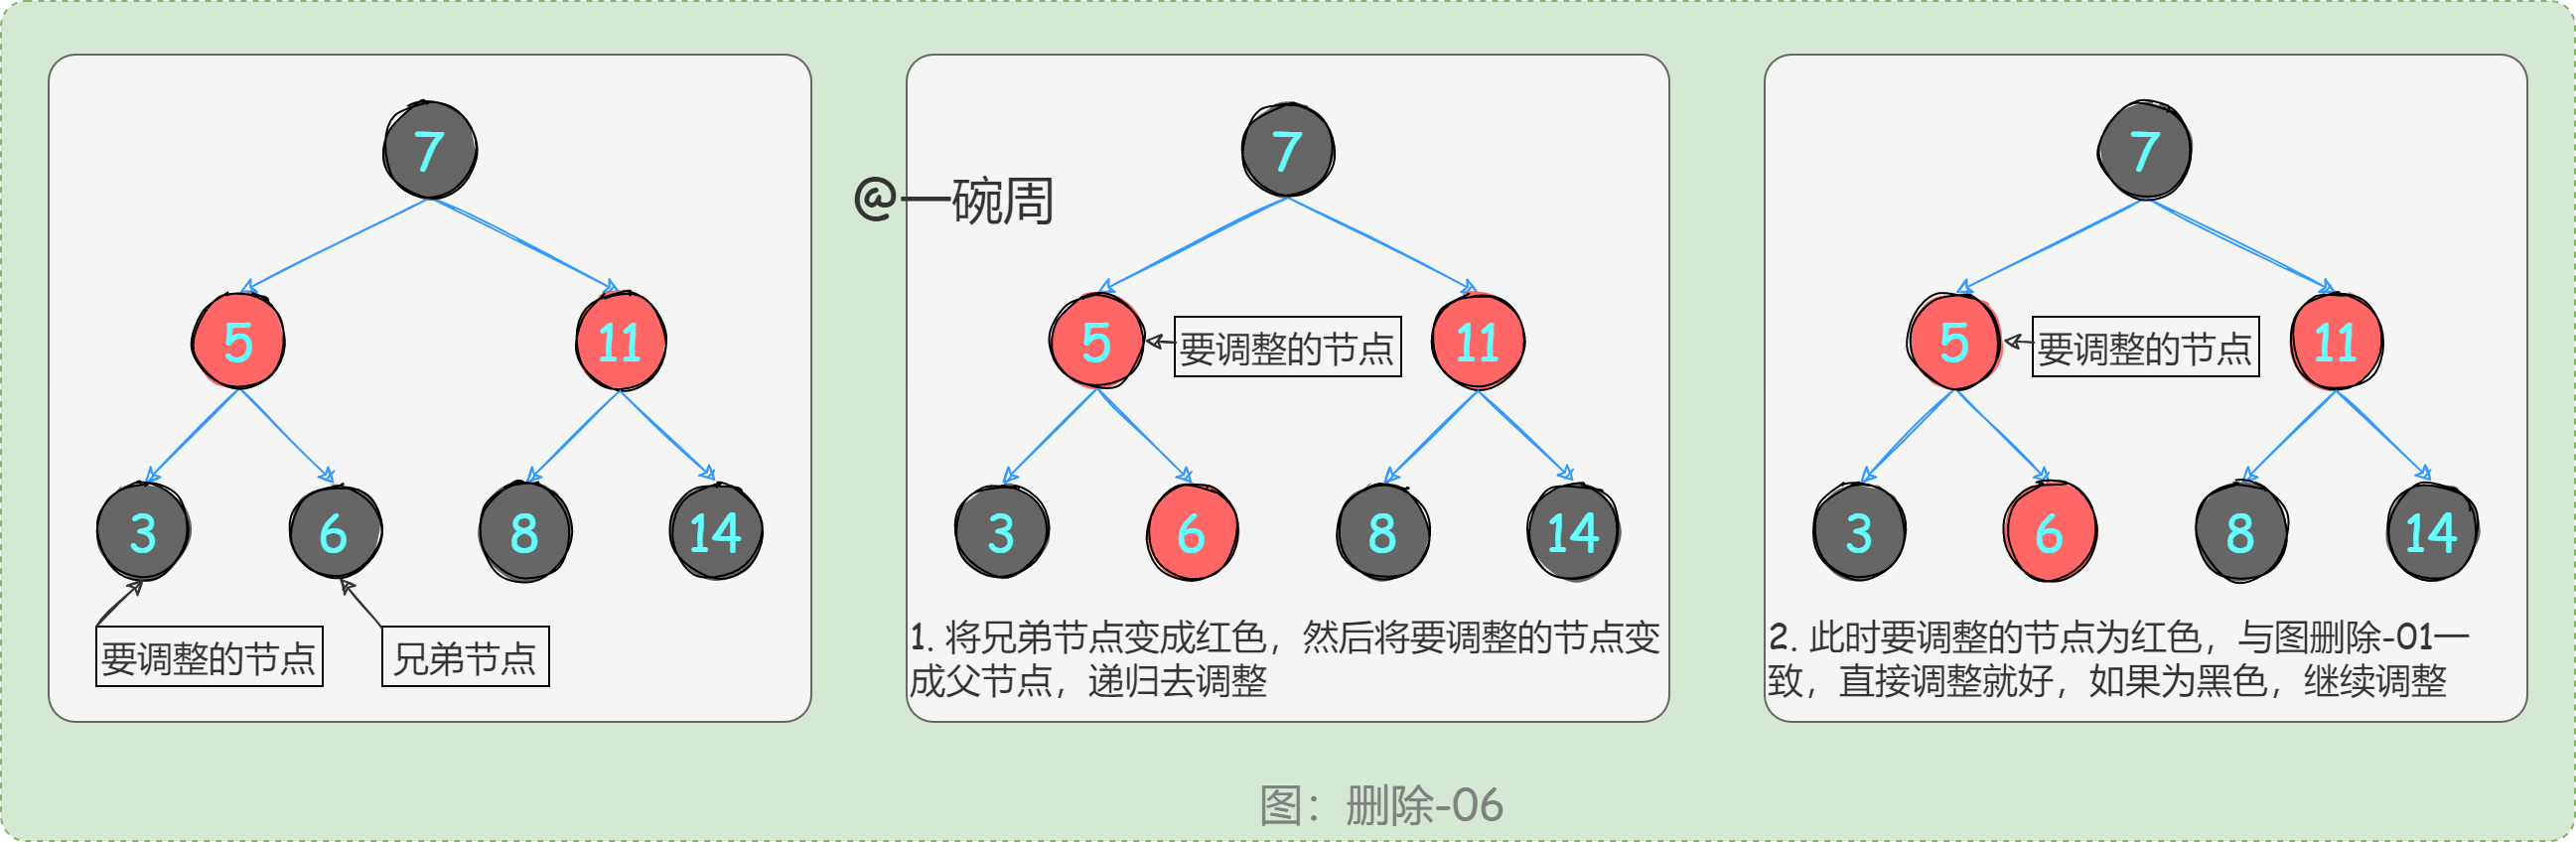 7
5
11
3
6
8
14
要调整的节点
兄弟节点
@一碗周
7
5
要调整的节点
11
3
6
8
14
1. 将兄弟节点变成红色，然后将要调整的节点变
成父节点，递归去调整
7
5
要调整的节点
11
3
6
8
14
2. 此时要调整的节点为红色，与图删除-01一
致，直接调整就好，如果为黑色，继续调整
图：删除-06